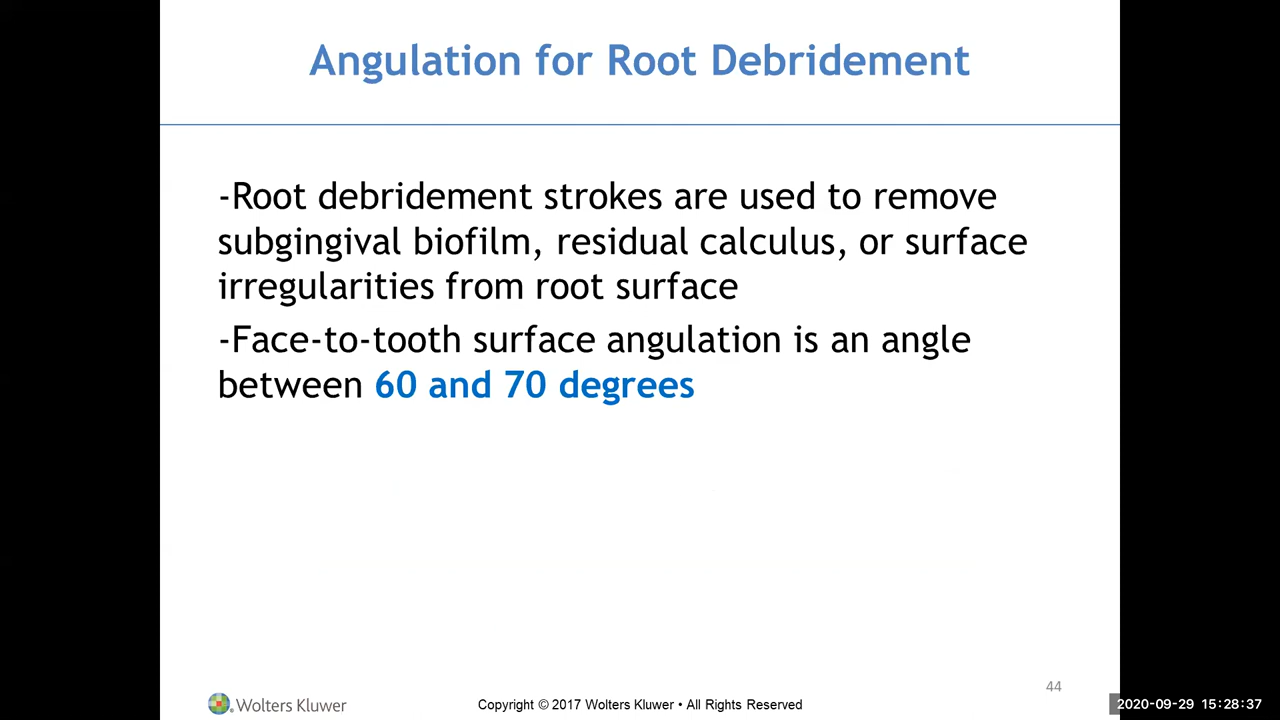 Angulation for Root Debridement
-Root debridement strokes are used to remove
subgingival biofilm, residual calculus, or surface
irregularities from root surface
-Face-to-tooth surface angulation is an angle
between 60 and 70 degrees
44
Wolters Kluwer
Copyright © 2017 Wolters Kluwer • All Rights Reserved
2020-09-29 15:28:37